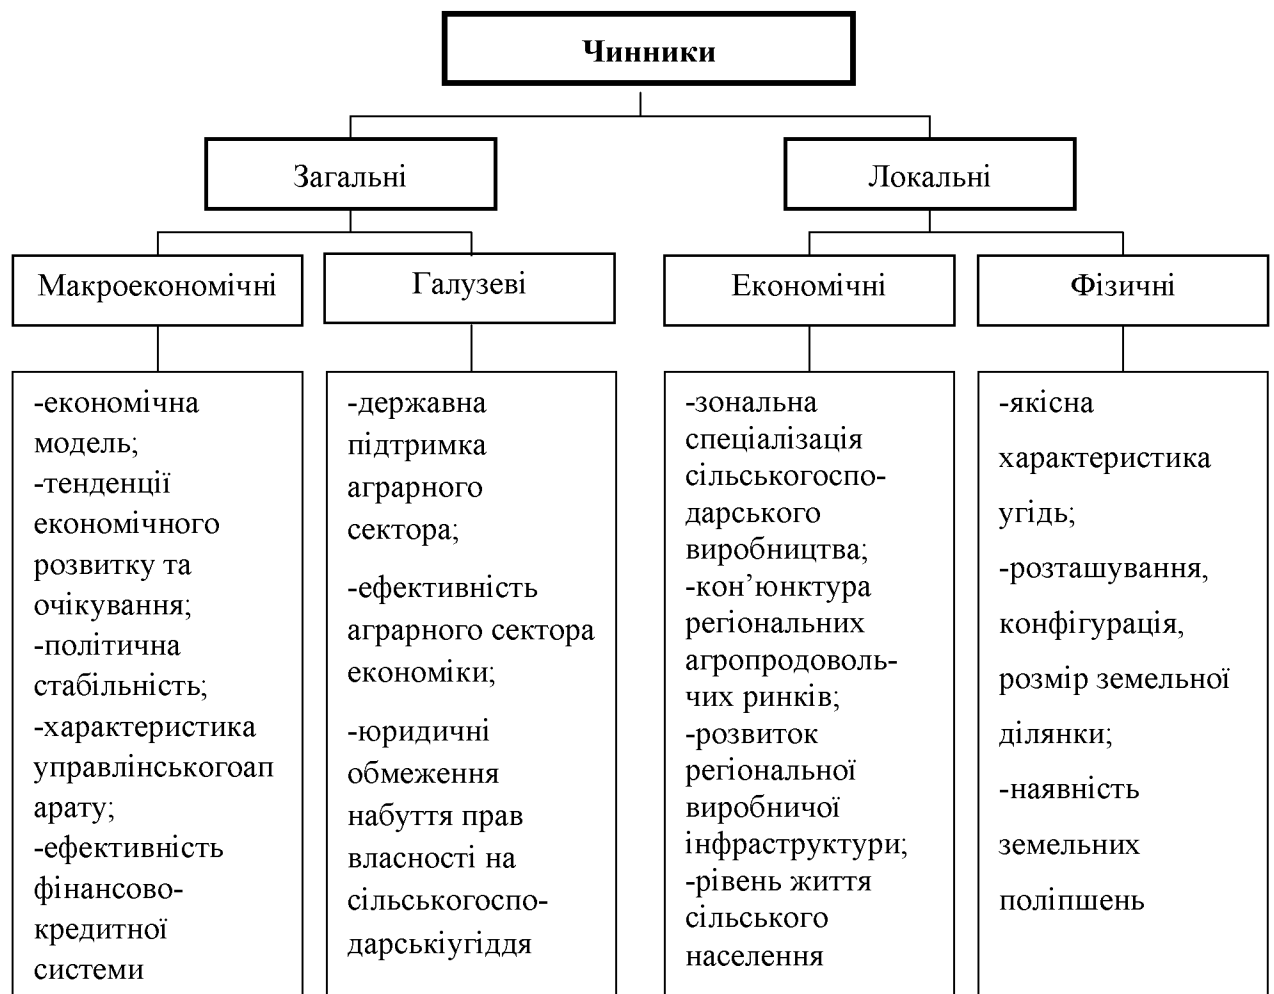 Чинники
Загальні
Локальні
Макроекономічні
Галузеві
Економічні
Фізичні
-економічна
модель;
-тенденції
економічного
розвитку та
очікування;
-політична
стабільність;
-характеристика
управлінськогоап
арату;
-ефективність
фінансово-
кредитної
системи
-державна
підтримка
аграрного
сектора;
-ефективність
аграрного сектора
економіки;
-юридичні
обмеження
набуття прав
власності на
сільськогоспо-
дарськіугіддя
-зональна
спеціалізація
сільськогоспо-
дарського
виробництва;
-кон’юнктура
регіональних
агропродоволь-
чих ринків;
-розвиток
регіональної
виробничої
інфраструктури;
-рівень життя
сільського
населення
-якісна
характеристика
угідь;
-розташування,
конфігурація,
розмір земельної
ділянки;
-наявність
земельних
поліпшень